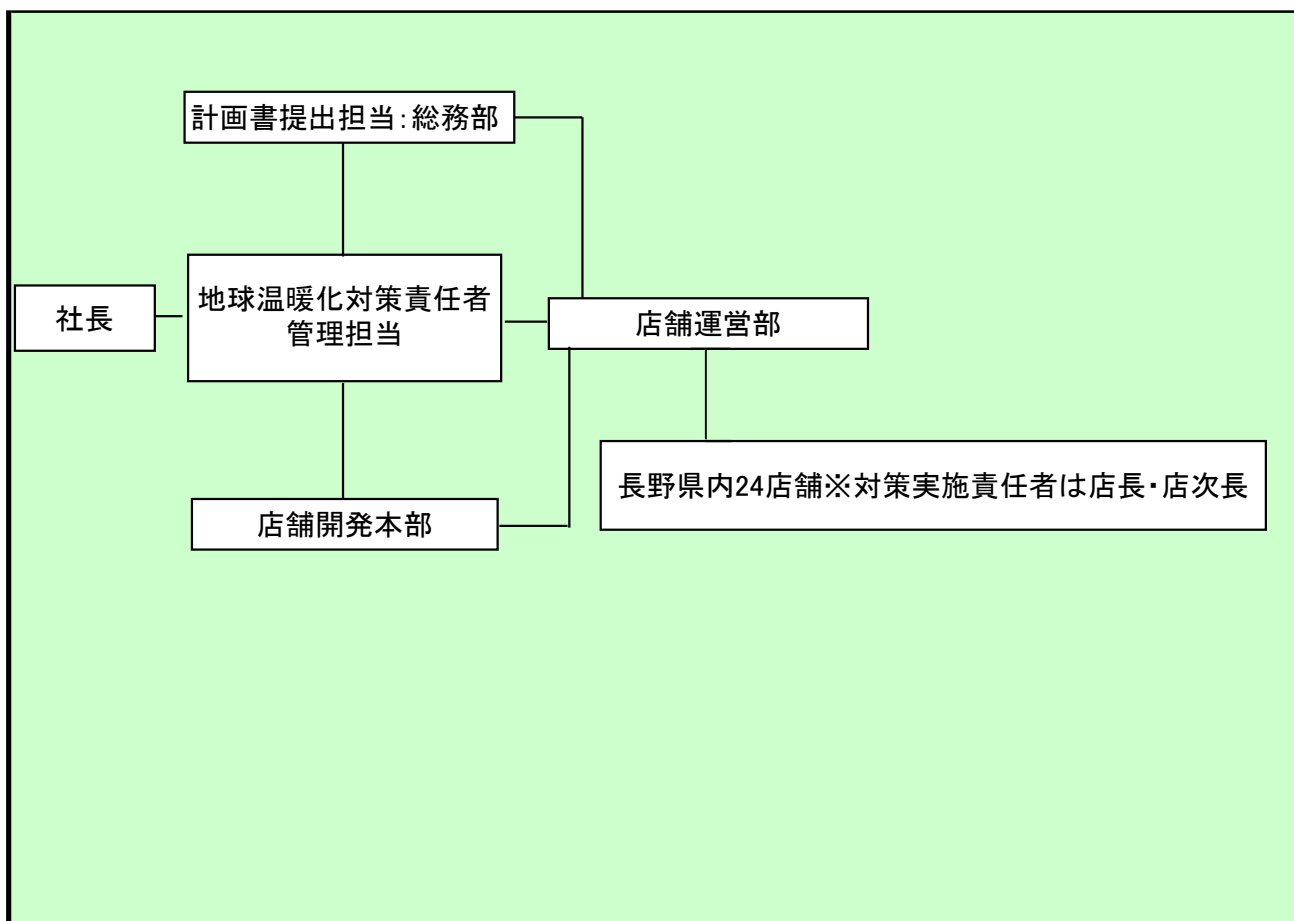 計画書提出担当:総務部
社長
地球温暖化対策責任者
管理担当
店舗運営部
長野県内24店舗※対策実施責任者は店長・店次長
店舗開発本部